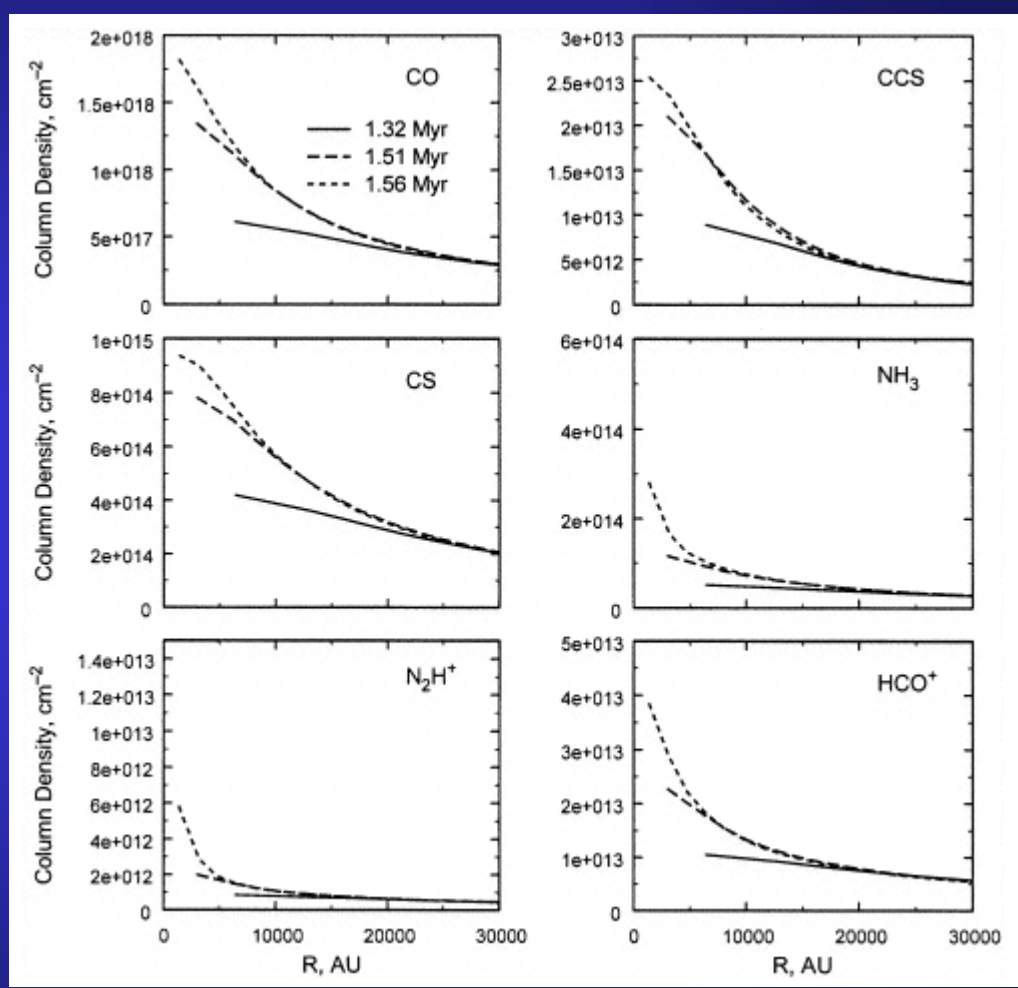 Column Density, cm⁻²
2e+018
1.5e+018
1e+018
5e+017
0
CO
1.32 Myr
1.51 Myr
1.56 Myr
3e+013
2.5e+013
2e+013
1.5e+013
1e+013
5e+012
0
CCS
Column Density, cm⁻²
1e+015
8e+014
6e+014
4e+014
2e+014
0
CS
6e+014
4e+014
2e+014
0
NH₃
Column Density, cm⁻²
1.4e+013
1.2e+013
1e+013
8e+012
6e+012
4e+012
2e+012
0
N₂H⁺
0 10000 20000 30000
R, AU
5e+013
4e+013
3e+013
2e+013
1e+013
0
HCO⁺
0 10000 20000 30000
R, AU